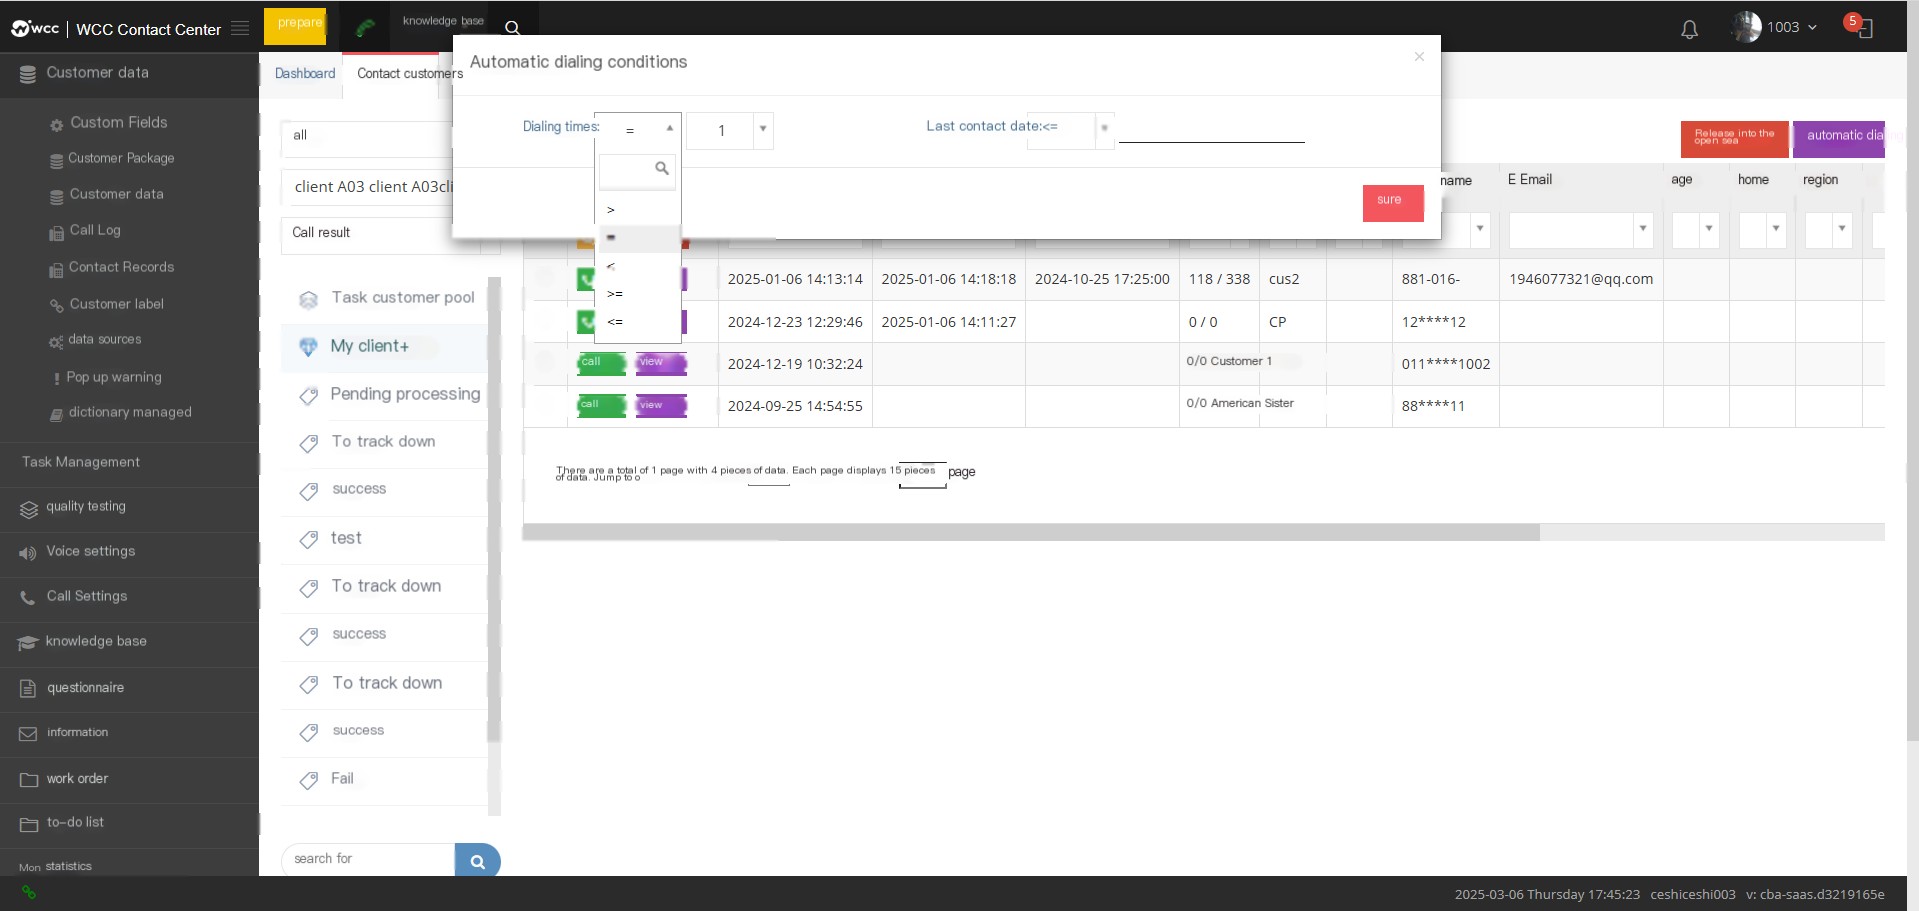 wcc | WCC Contact Center
prepare
knowledge base
1003
5
Customer data
Custom Fields
Customer Package
Customer data
Call Log
Contact Records
Customer label
data sources
Pop up warning
dictionary managed
Task Management
quality testing
Voice settings
Call Settings
knowledge base
questionnaire
information
work order
to-do list
Mon statistics
Dashboard
Contact customers
all
client A03 client A03cli
Call result
Task customer pool
My client+
Pending processing
To track down
success
test
To track down
success
To track down
success
Fail
search for
Automatic dialing conditions
×
Dialing times:
=
1
Last contact date:<=
>
=
<
>=
<=
sure
Release into the
open sea
automatic dialing
name
E Email
age
home
region
2025-01-06 14:13:14 2025-01-06 14:18:18 2024-10-25 17:25:00 118 / 338 cus2 881-016- 1946077321@qq.com
2024-12-23 12:29:46 2025-01-06 14:11:27 0 / 0 CP 12****12
call view 2024-12-19 10:32:24 0/0 Customer 1 011****1002
call view 2024-09-25 14:54:55 0/0 American Sister 88****11
There are a total of 1 page with 4 pieces of data. Each page displays 15 pieces
of data. Jump to o
page
2025-03-06 Thursday 17:45:23 ceshiceshi003 v: cba-saas.d3219165e